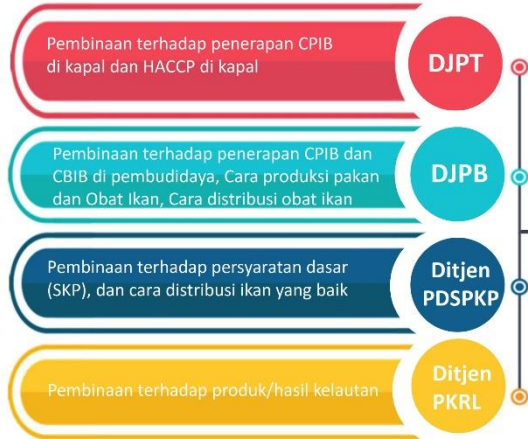 Pembinaan terhadap penerapan CPIB
di kapal dan HACCP di kapal
DJPT
Pembinaan terhadap penerapan CPIB dan
CBIB di pembudidaya, Cara produksi pakan
dan Obat Ikan, Cara distribusi obat ikan
DJPB
Pembinaan terhadap persyaratan dasar
(SKP), dan cara distribusi ikan yang baik
Ditjen
PDSPKP
Pembinaan terhadap produk/hasil kelautan
Ditjen
PKRL